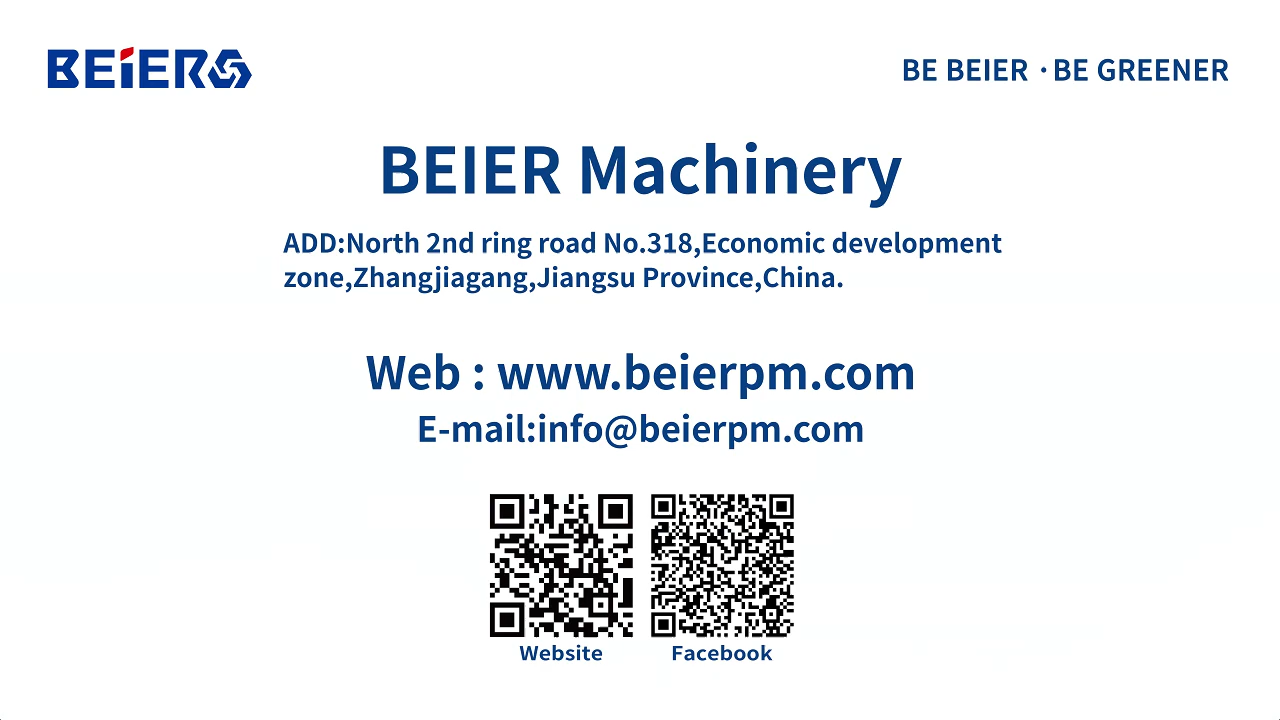 BEiER
BE BEIER ·BE GREENER
BEIER Machinery
ADD:North 2nd ring road No.318,Economic development
zone,Zhangjiagang,Jiangsu Province,China.
Web : www.beierpm.com
E-mail:info@beierpm.com
Website
Facebook